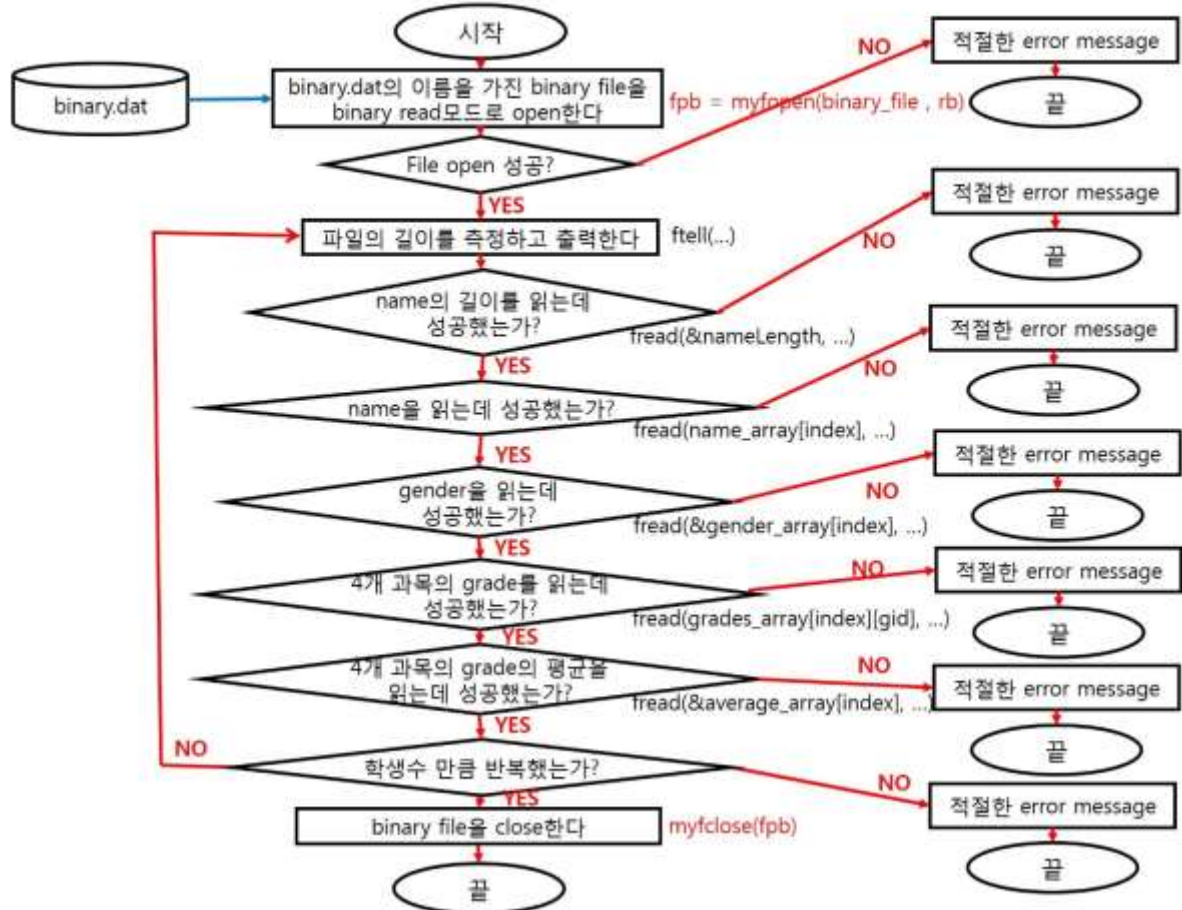 시작
NO
적절한 error message
binary.dat
binary.dat의 이름을 가진 binary file을
binary read모드로 open한다
fpb = myfopen(binary_file , rb)
끝
File open 성공?
YES
적절한 error message
파일의 길이를 측정하고 출력한다
ftell(...)
NO
끝
name의 길이를 읽는데
성공했는가?
fread(&nameLength, ...)
적절한 error message
YES
NO
끝
name을 읽는데 성공했는가?
fread(name_array[index], ...)
YES
적절한 error message
gender을 읽는데
성공했는가?
NO
끝
fread(&gender_array[index], ...)
YES
NO
적절한 error message
4개 과목의 grade를 읽는데
성공했는가?
fread(grades_array[index][gid], ...)
끝
YES
4개 과목의 grade의 평균을
읽는데 성공했는가?
NO
적절한 error message
fread(&average_array[index], ...)
YES
끝
NO
학생수 만큼 반복했는가?
NO
YES
적절한 error message
binary file을 close한다
myfclose(fpb)
끝
끝